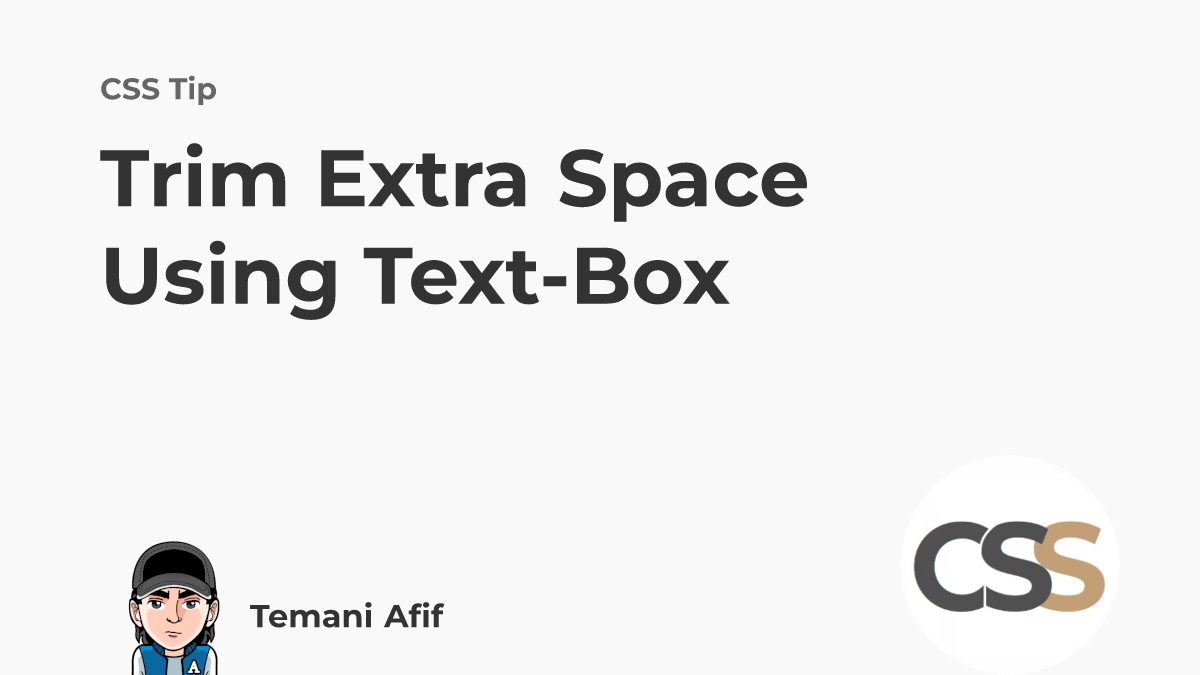 CSS Tip
Trim Extra Space
Using Text-Box
A
Temani Afif
CSS